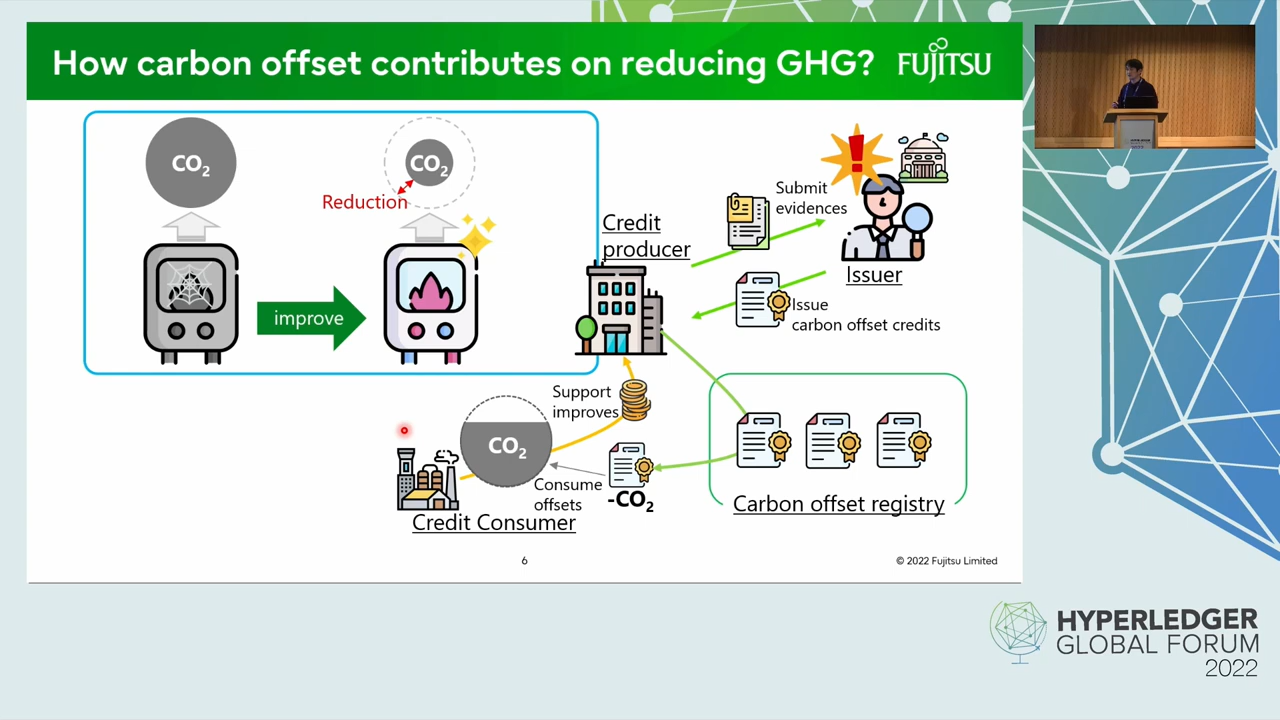 How carbon offset contributes on reducing GHG?
FUJITSU
CO2
CO2
Reduction
improve
Credit
producer
Submit
evidences
Issuer
Issue
carbon offset credits
Support
improves
CO2
Consume
offsets
-CO2
Credit Consumer
Carbon offset registry
6
© 2022 Fujitsu Limited
HYPERLEDGER
GLOBAL FORUM
2022